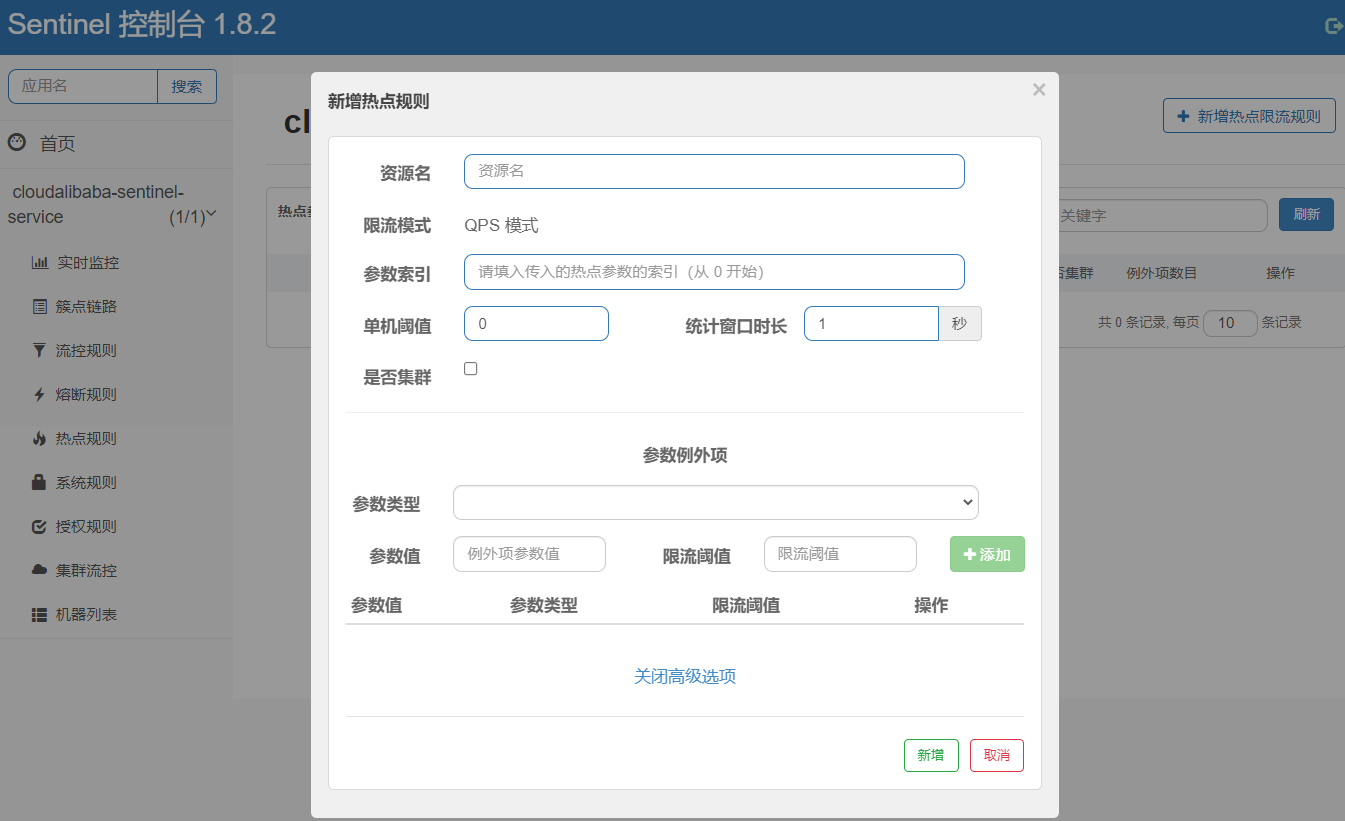 Sentinel 控制台 1.8.2
应用名 搜索
首页
cloudalibaba-sentinel-
service (1/1)
实时监控
簇点链路
流控规则
熔断规则
热点规则
系统规则
授权规则
集群流控
机器列表
cl
新增热点限流规则
热点参
关键字 刷新
否集群 例外项数目 操作
共 0 条记录, 每页 10 条记录
新增热点规则 ×
资源名 资源名
限流模式 QPS 模式
参数索引 请填入传入的热点参数的索引（从 0 开始）
单机阈值 0 统计窗口时长 1 秒
是否集群
参数例外项
参数类型
参数值 例外项参数值 限流阈值 限流阈值 添加
参数值 参数类型 限流阈值 操作
关闭高级选项
新增 取消